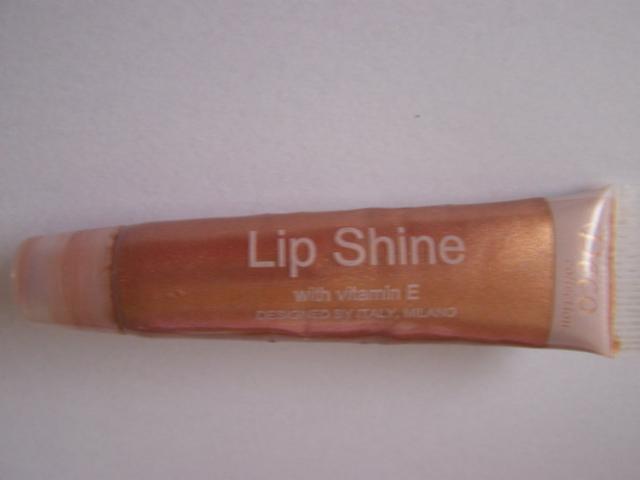 Lip Shine
with vitamin E
DESIGNED BY ITALY, MILANO